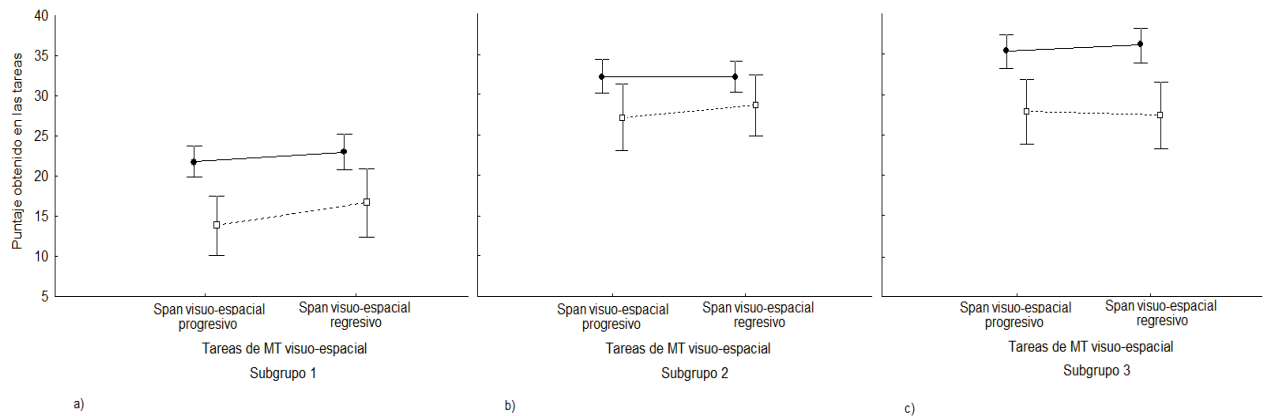 Puntaje obtenido en las tareas
40
35
30
25
20
15
10
5
Span visuo-espacial
progresivo
Span visuo-espacial
regresivo
Tareas de MT visuo-espacial
Subgrupo 1
a)
Span visuo-espacial
progresivo
Span visuo-espacial
regresivo
Tareas de MT visuo-espacial
Subgrupo 2
b)
Span visuo-espacial
progresivo
Span visuo-espacial
regresivo
Tareas de MT visuo-espacial
Subgrupo 3
c)